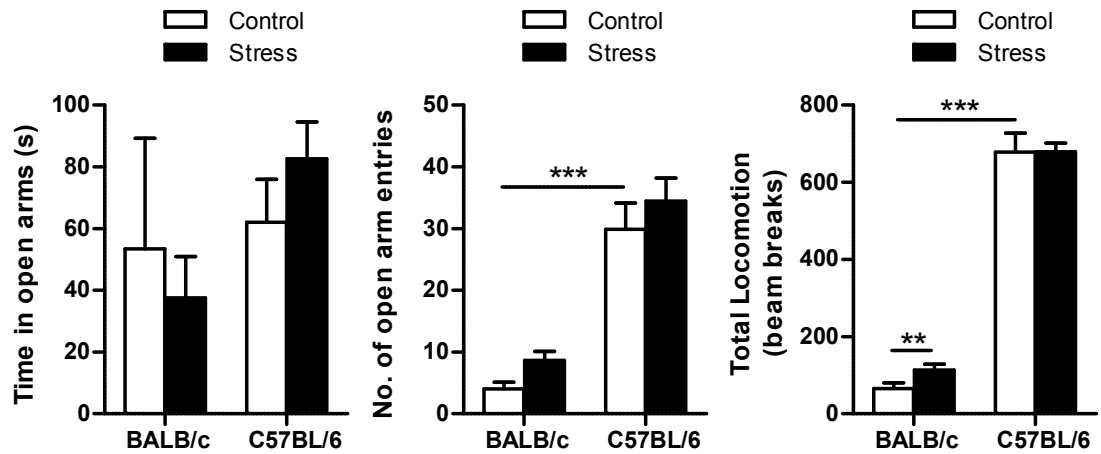 Control
Stress
Time in open arms (s)
100
80
60
40
20
0
BALB/c
C57BL/6
Control
Stress
No. of open arm entries
50
40
30
20
10
0
***
BALB/c
C57BL/6
Control
Stress
Total Locomotion
(beam breaks)
800
600
400
200
0
***
**
BALB/c
C57BL/6